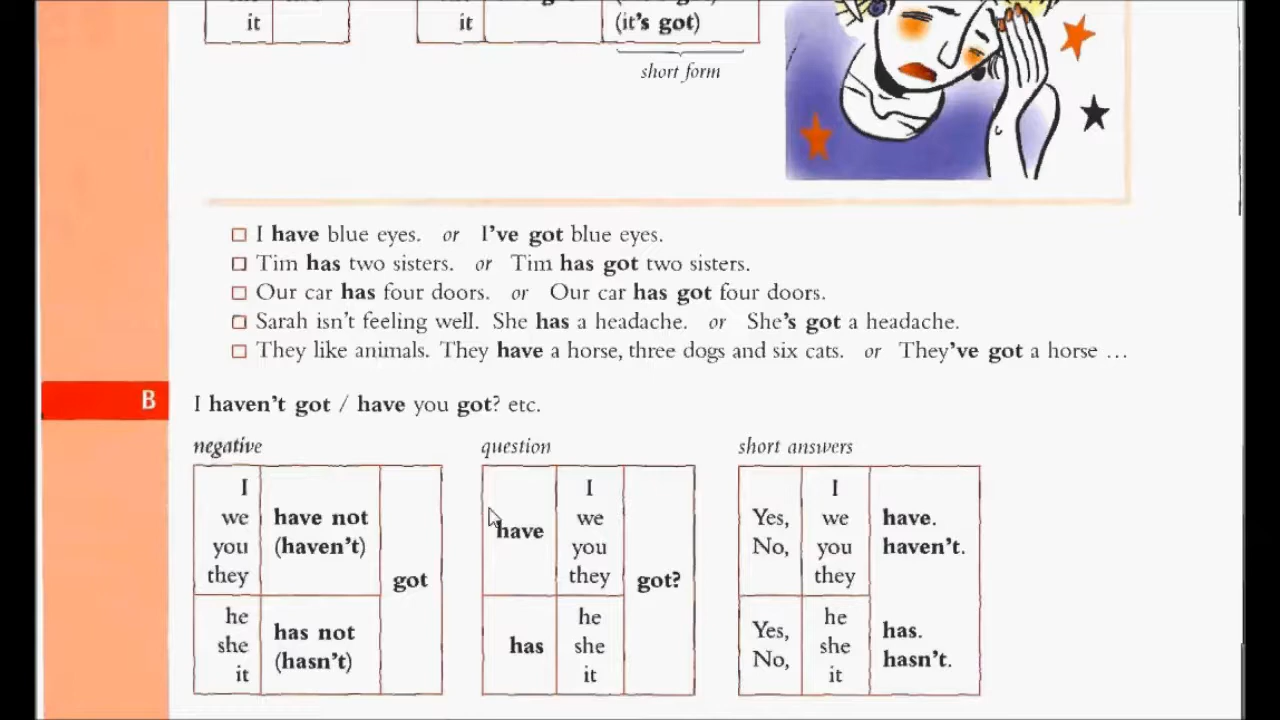 it it (it's got)
short form
I have blue eyes. or I've got blue eyes.
Tim has two sisters. or Tim has got two sisters.
Our car has four doors. or Our car has got four doors.
Sarah isn't feeling well. She has a headache. or She's got a headache.
They like animals. They have a horse, three dogs and six cats. or They've got a horse …
B I haven't got / have you got? etc.
negative
I
we
you
they
have not
(haven't)
he
she
it
has not
(hasn't)
got
question
have
I
we
you
they
has
he
she
it
got?
short answers
Yes,
No,
I
we
you
they
have.
haven't.
Yes,
No,
he
she
it
has.
hasn't.